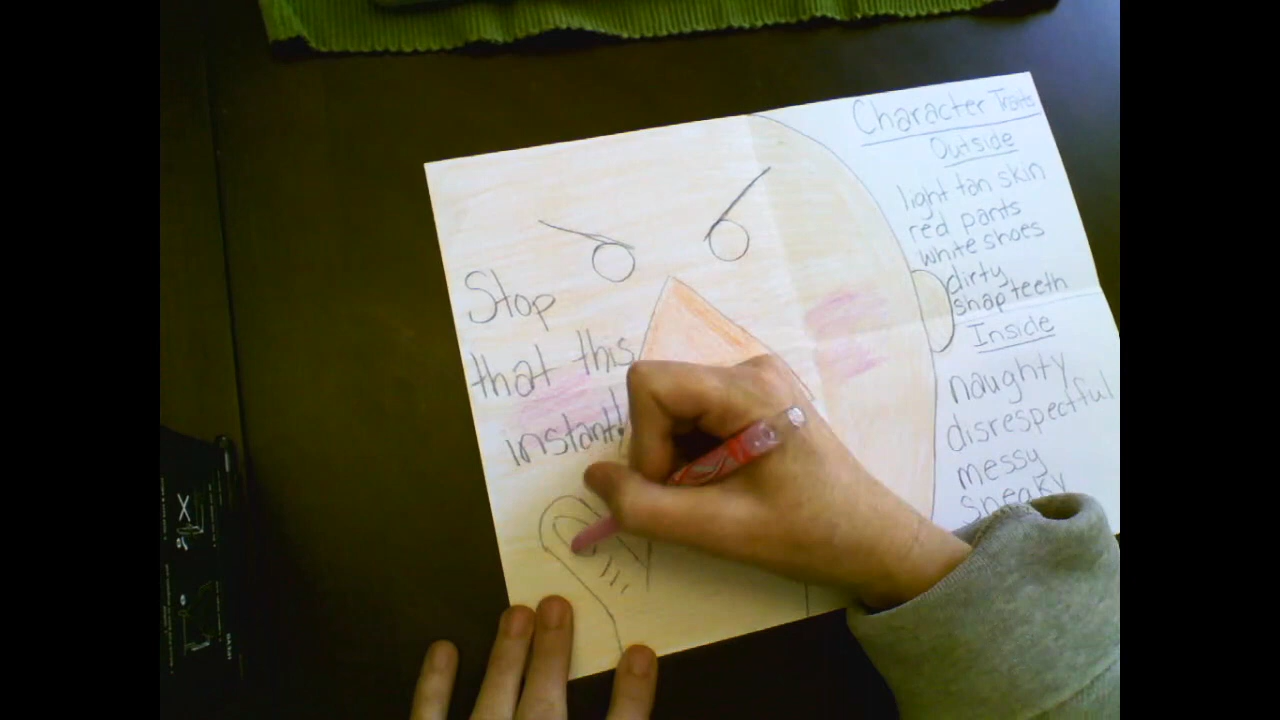 Character Traits
Outside
light tan skin
red pants
white shoes
dirty
shap teeth
Inside
naughty
disrespectful
messy
sneaky
Stop
that this
instant!